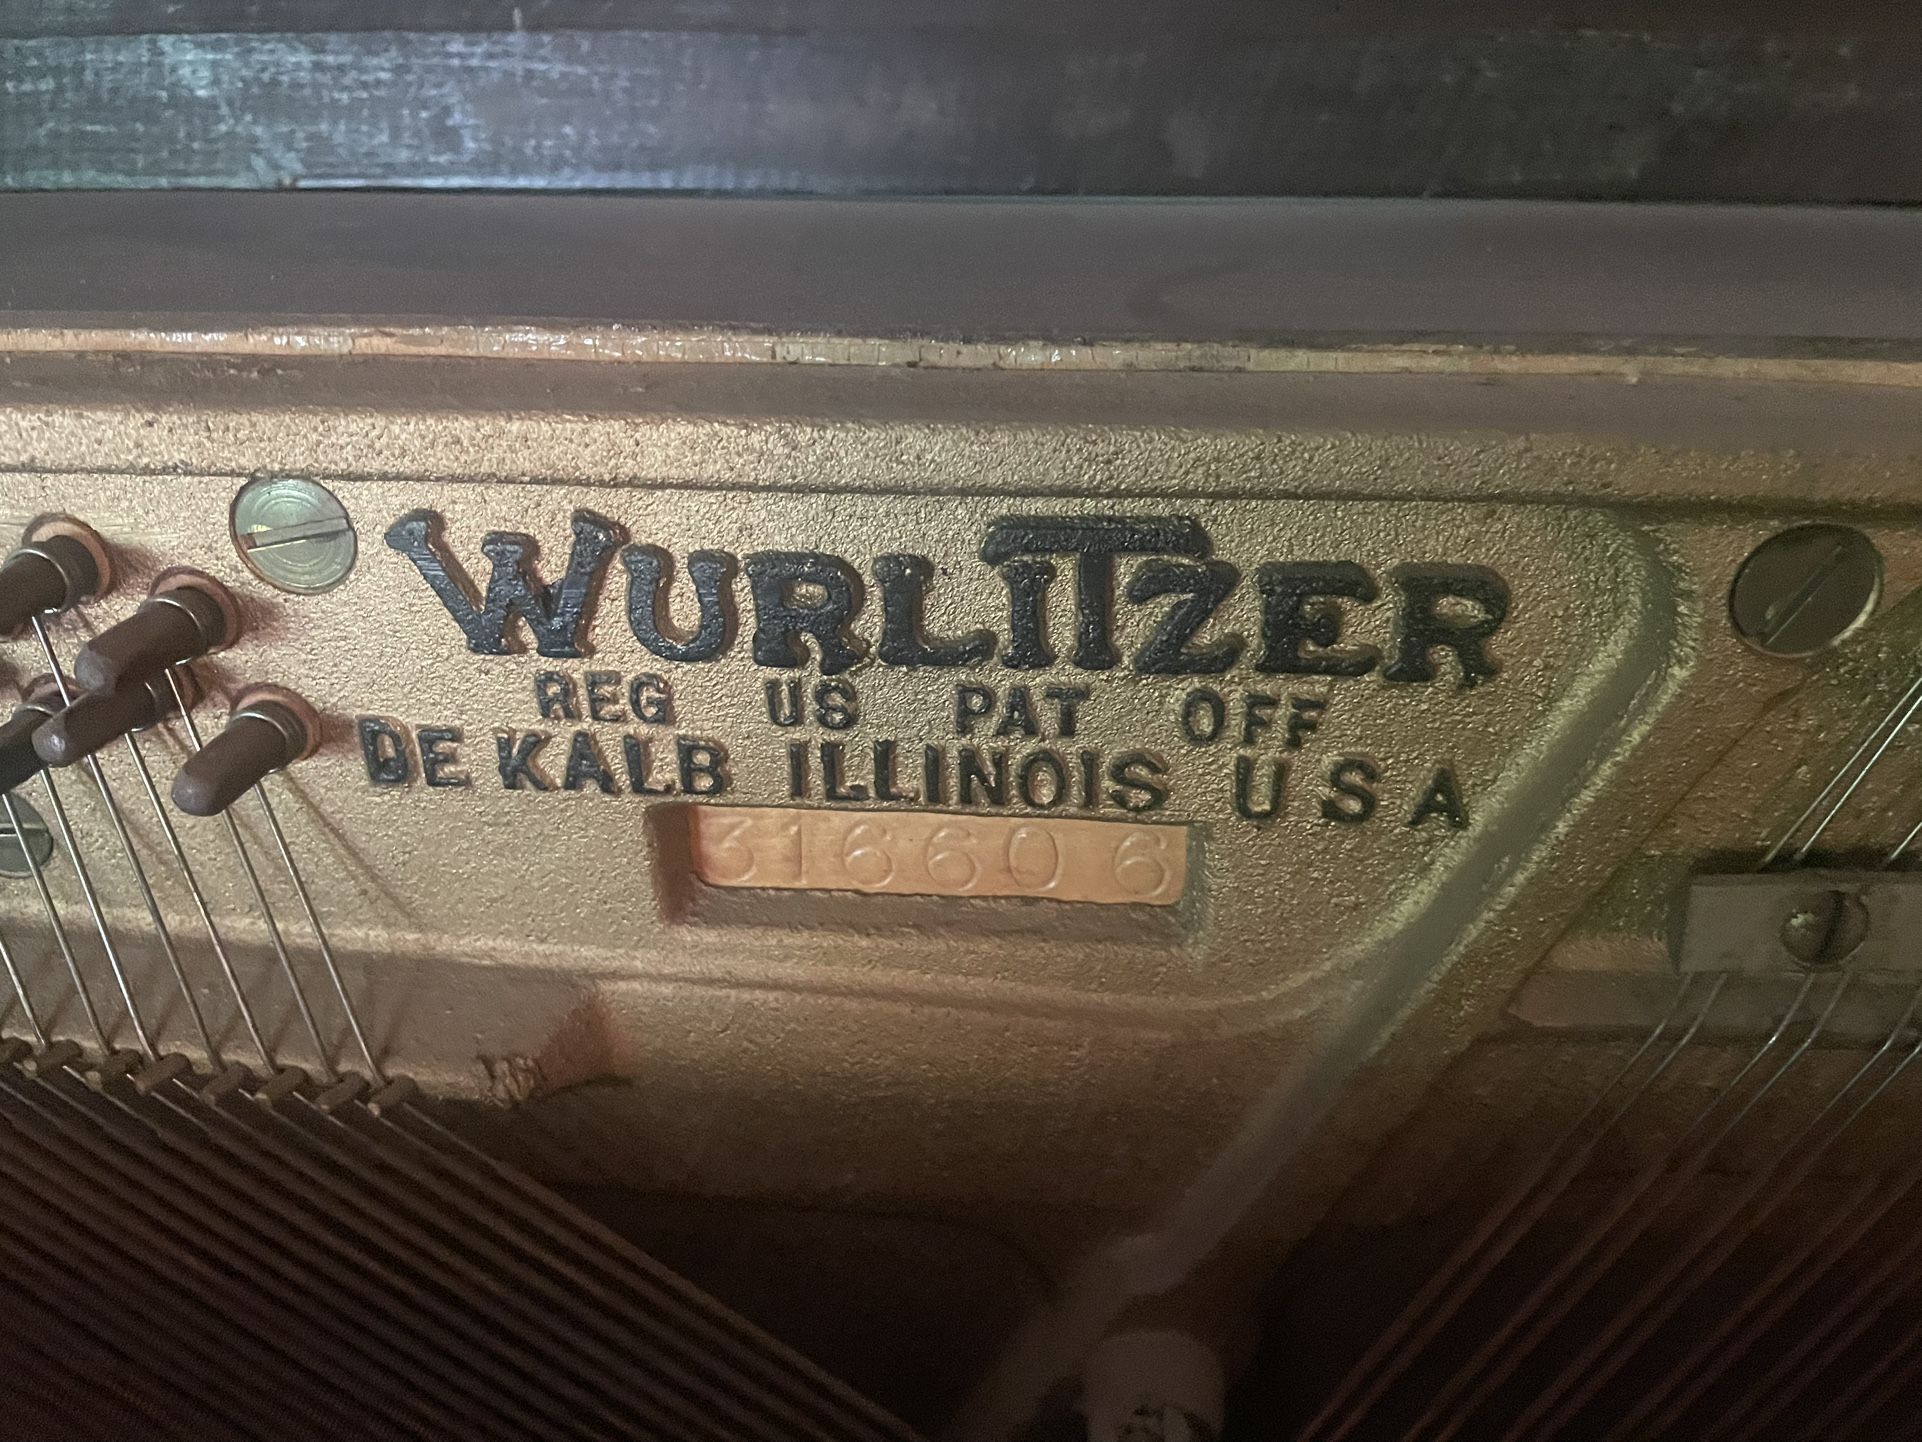 WURLITZER
REG US PAT OFF
DE KALB ILLINOIS USA
316606